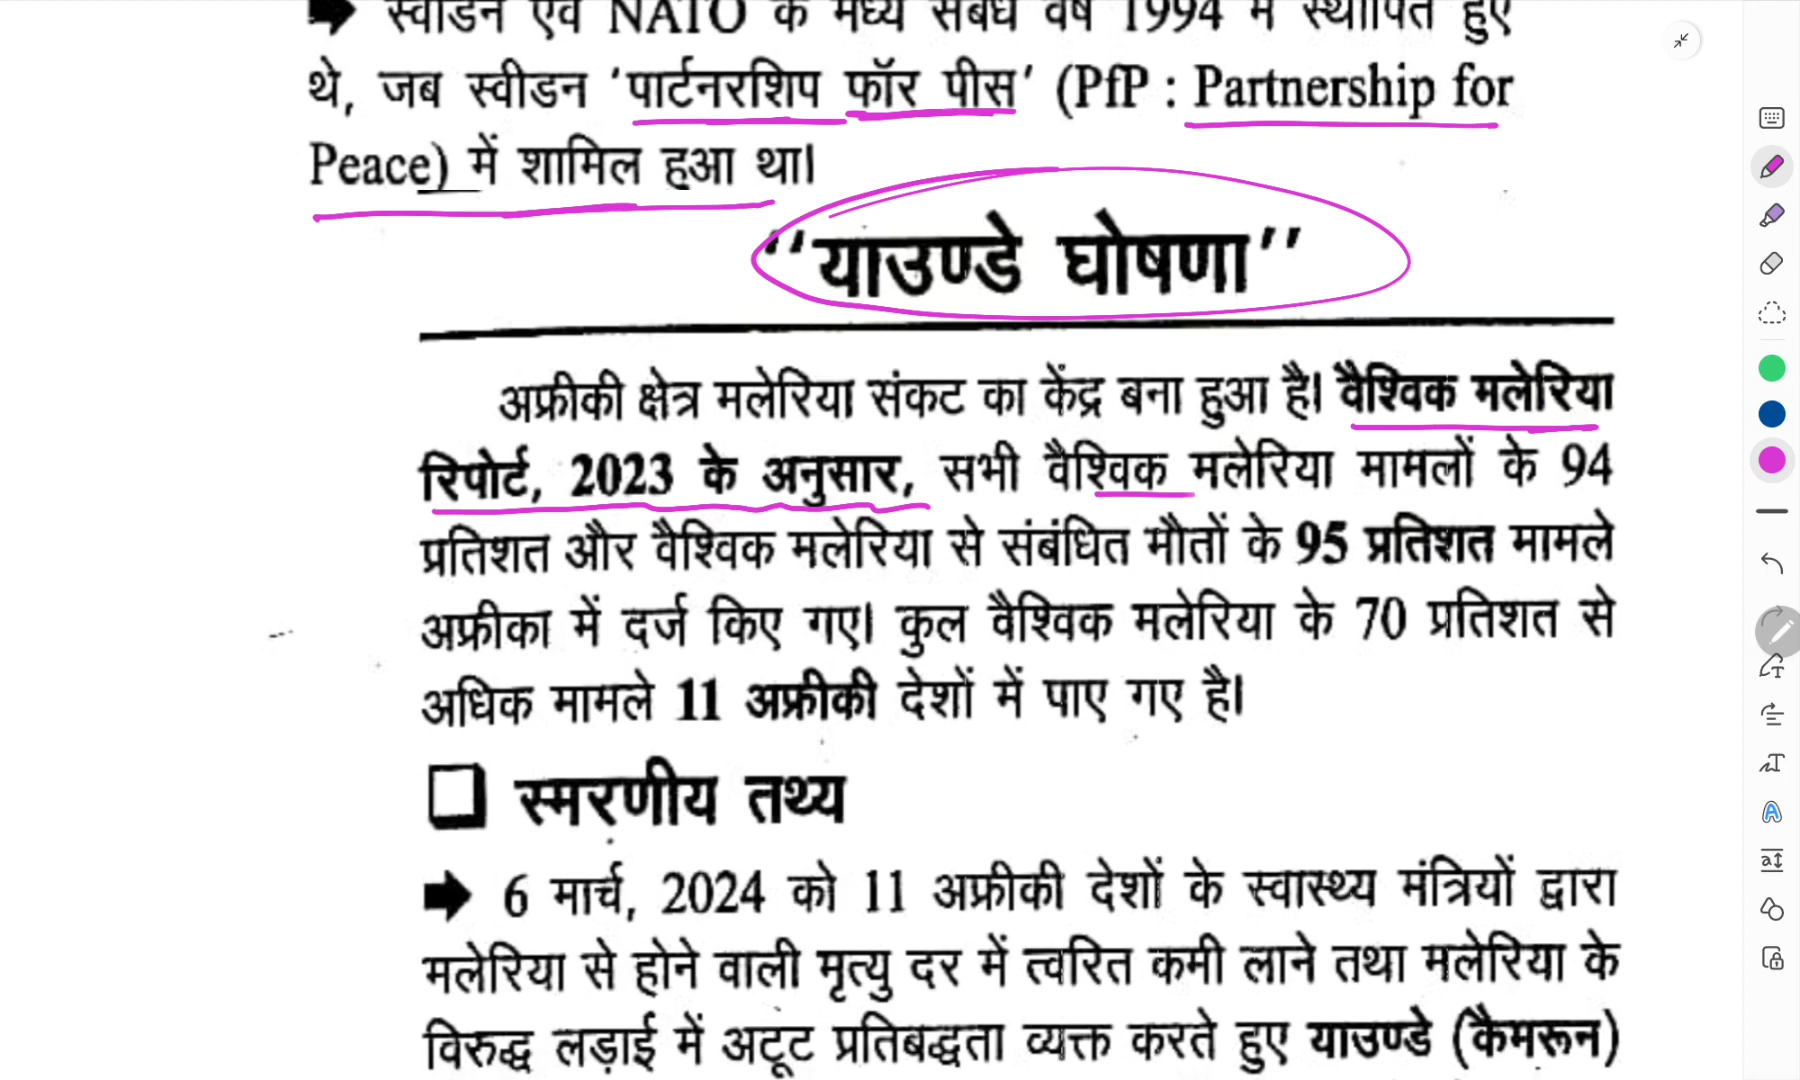 ➡ स्वीडन एवं NATO के मध्य संबंध वर्ष 1994 में स्थापित हुए
थे, जब स्वीडन 'पार्टनरशिप फॉर पीस' (PfP : Partnership for
Peace) में शामिल हुआ था।
"याउण्डे घोषणा"
अफ्रीकी क्षेत्र मलेरिया संकट का केंद्र बना हुआ है। वैश्विक मलेरिया
रिपोर्ट, 2023 के अनुसार, सभी वैश्विक मलेरिया मामलों के 94
प्रतिशत और वैश्विक मलेरिया से संबंधित मौतों के 95 प्रतिशत मामले
अफ्रीका में दर्ज किए गए। कुल वैश्विक मलेरिया के 70 प्रतिशत से
अधिक मामले 11 अफ्रीकी देशों में पाए गए है।
❑ स्मरणीय तथ्य
➡ 6 मार्च, 2024 को 11 अफ्रीकी देशों के स्वास्थ्य मंत्रियों द्वारा
मलेरिया से होने वाली मृत्यु दर में त्वरित कमी लाने तथा मलेरिया के
विरुद्ध लड़ाई में अटूट प्रतिबद्धता व्यक्त करते हुए याउण्डे (कैमरून)